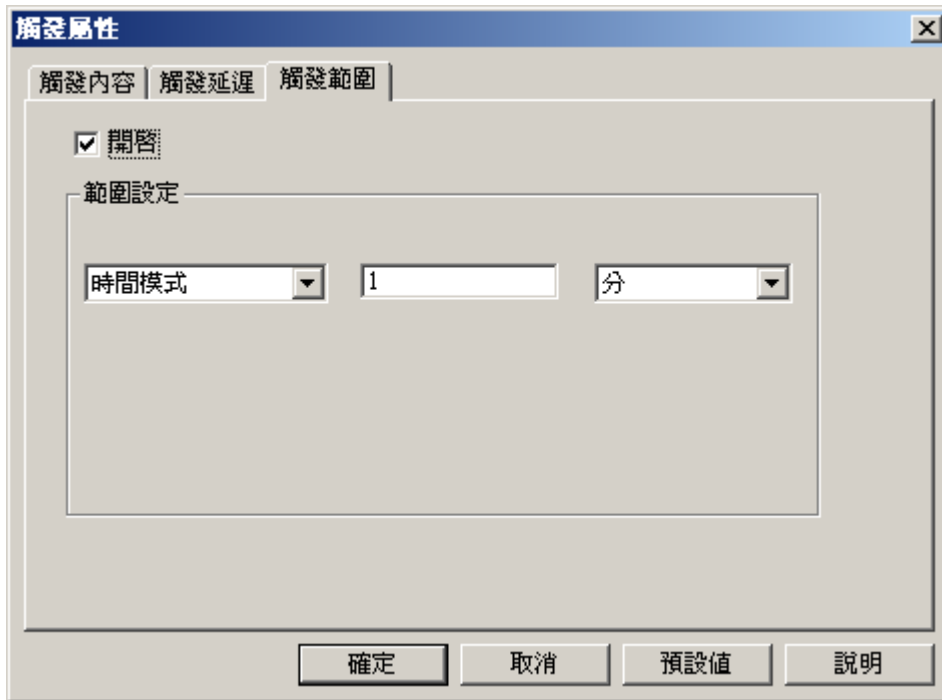 觸發屬性
觸發內容 觸發延遲 觸發範圍
開啓
範圍設定
時間模式 1 分
確定 取消 預設值 說明